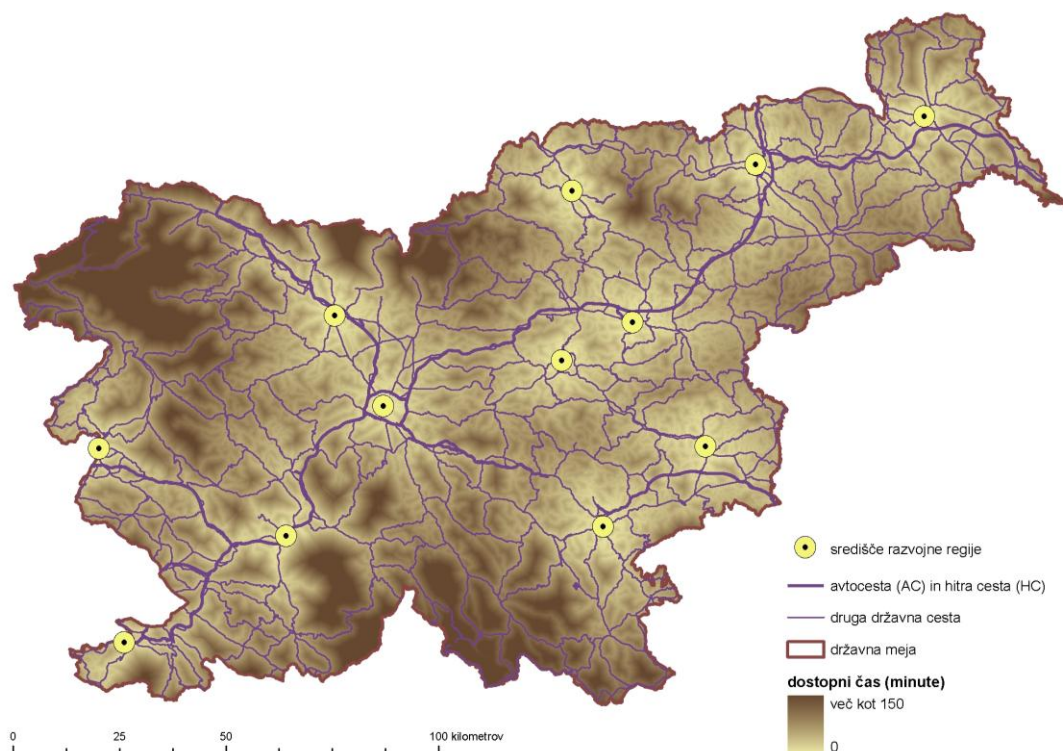 središče razvojne regije
avtocesta (AC) in hitra cesta (HC)
druga državna cesta
državna meja
dostopni čas (minute)
več kot 150
0
0 25 50 100 kilometrov